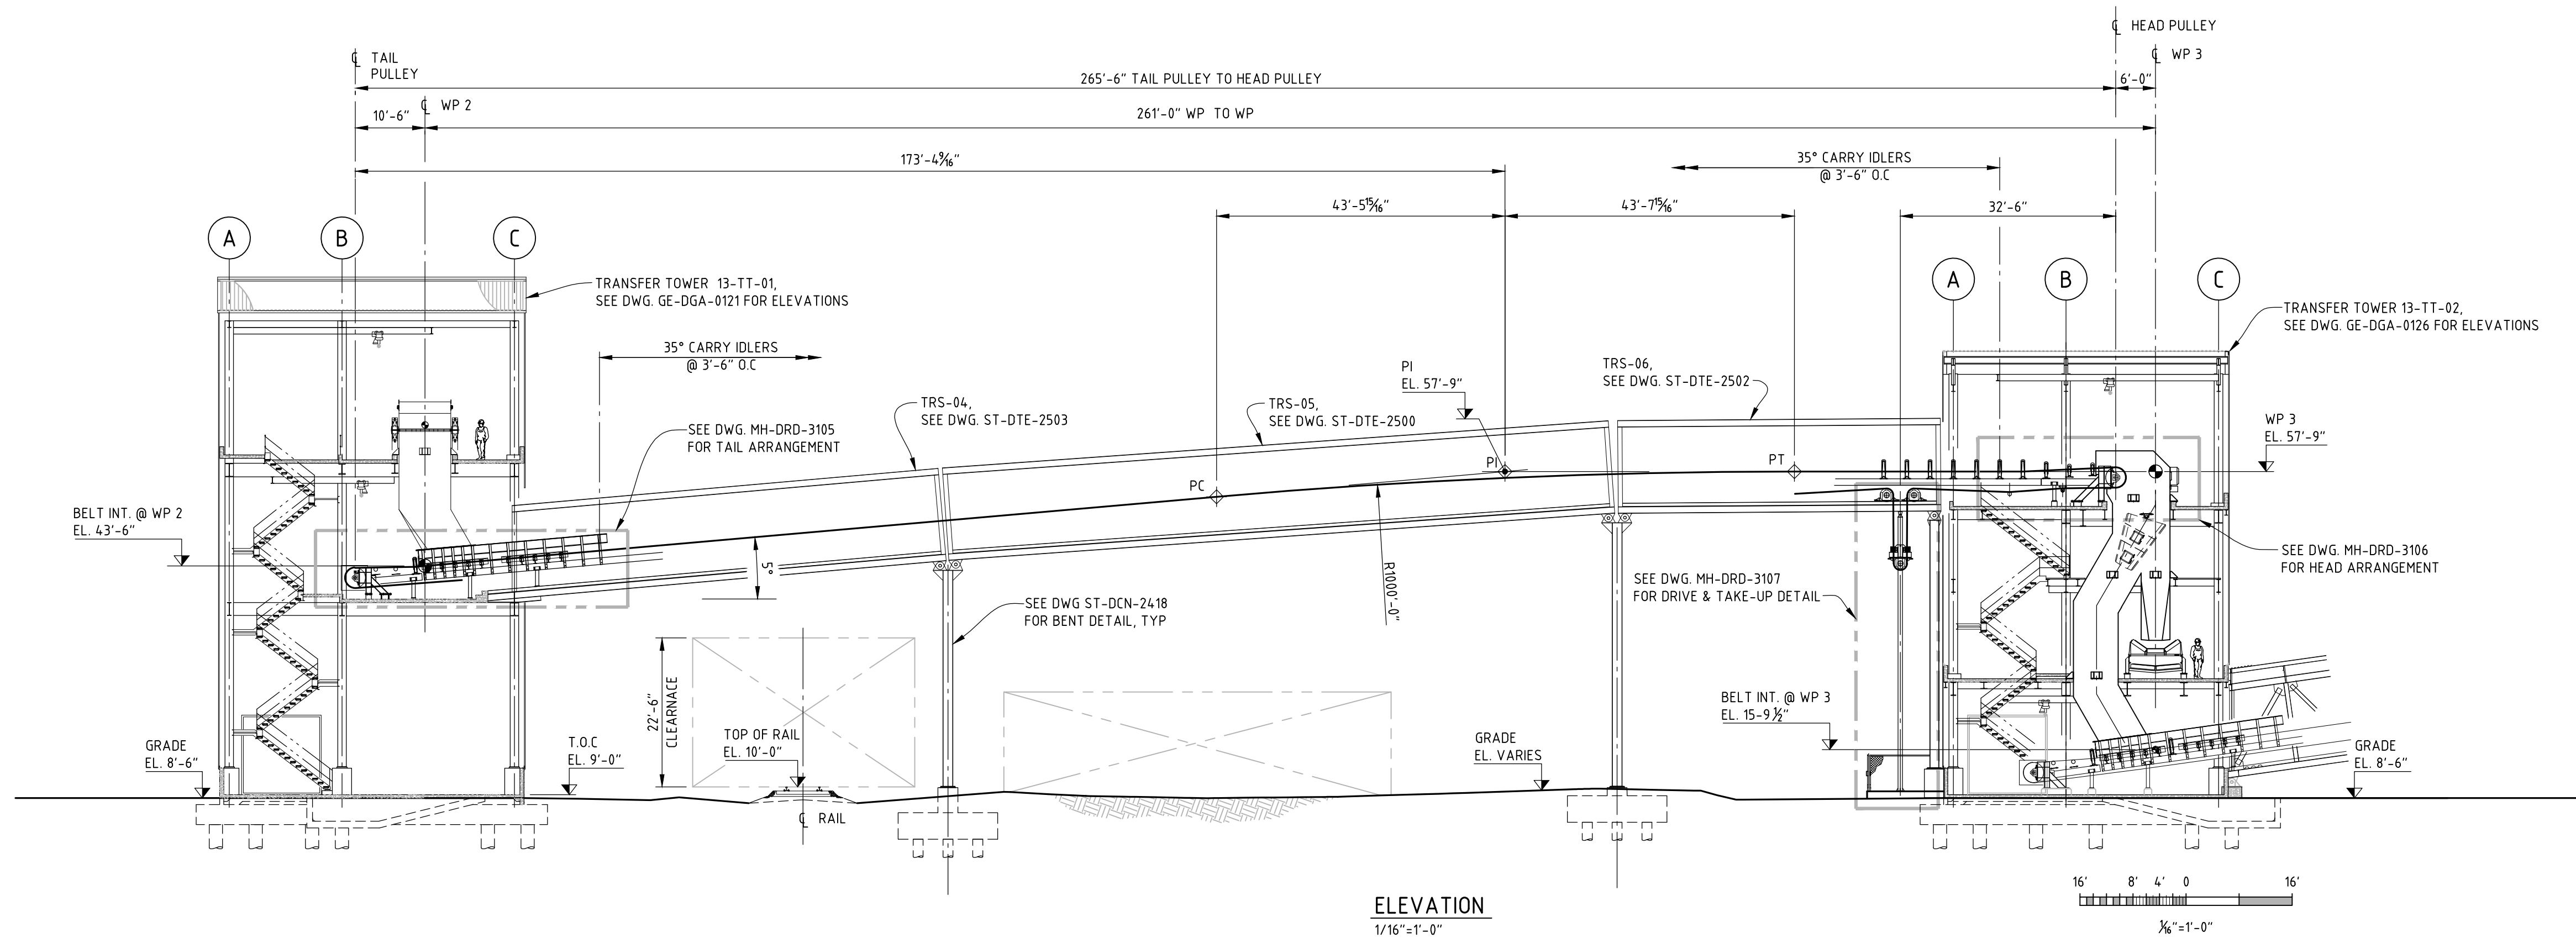 ℄ HEAD PULLEY
℄ WP 3
℄ TAIL
PULLEY
265'-6" TAIL PULLEY TO HEAD PULLEY
6'-0"
℄ WP 2
10'-6"
261'-0" WP TO WP
173'-4 9/16"
35° CARRY IDLERS
@ 3'-6" O.C
43'-5 15/16"
43'-7 15/16"
32'-6"
A
B
C
A
B
C
TRANSFER TOWER 13-TT-01,
SEE DWG. GE-DGA-0121 FOR ELEVATIONS
TRANSFER TOWER 13-TT-02,
SEE DWG. GE-DGA-0126 FOR ELEVATIONS
35° CARRY IDLERS
@ 3'-6" O.C
PI
EL. 57'-9"
TRS-06,
SEE DWG. ST-DTE-2502
TRS-04,
SEE DWG. ST-DTE-2503
TRS-05,
SEE DWG. ST-DTE-2500
SEE DWG. MH-DRD-3105
FOR TAIL ARRANGEMENT
WP 3
EL. 57'-9"
PC
PI
PT
BELT INT. @ WP 2
EL. 43'-6"
5°
R1000'-0"
SEE DWG. MH-DRD-3106
FOR HEAD ARRANGEMENT
SEE DWG. MH-DRD-3107
FOR DRIVE & TAKE-UP DETAIL
SEE DWG ST-DCN-2418
FOR BENT DETAIL, TYP
22'-6"
CLEARNACE
BELT INT. @ WP 3
EL. 15-9 1/2"
GRADE
EL. 8'-6"
T.O.C
EL. 9'-0"
TOP OF RAIL
EL. 10'-0"
GRADE
EL. VARIES
GRADE
EL. 8'-6"
℄ RAIL
16' 8' 4' 0 16'
1/16"=1'-0"
ELEVATION
1/16"=1'-0"